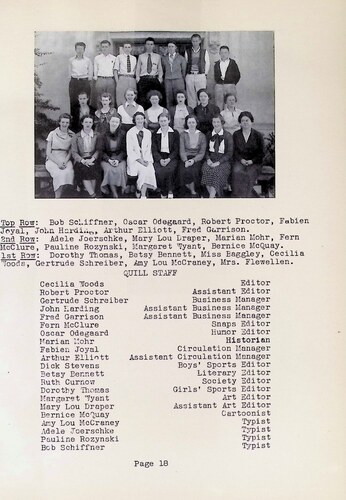 Top Row: Bob Schiffner, Oscar Odegaard, Robert Proctor, Fabien
Joyal, John Harding, Arthur Elliott, Fred Garrison.
2nd Row: Adele Joerschke, Mary Lou Draper, Marian Mohr, Fern
McClure, Pauline Rozynski, Margaret Wyant, Bernice McQuay.
1st Row: Dorothy Thomas, Betsy Bennett, Miss Baggley, Cecilia
Woods, Gertrude Schreiber, Amy Lou McCraney, Mrs. Flewellen.
QUILL STAFF
Cecilia Woods Editor
Robert Proctor Assistant Editor
Gertrude Schreiber Business Manager
John Harding Assistant Business Manager
Fred Garrison Assistant Business Manager
Fern McClure Snaps Editor
Oscar Odegaard Humor Editor
Marian Mohr Historian
Fabien Joyal Circulation Manager
Arthur Elliott Assistant Circulation Manager
Dick Stevens Boys' Sports Editor
Betsy Bennett Literary Editor
Ruth Curnow Society Editor
Dorothy Thomas Girls' Sports Editor
Margaret Wyant Art Editor
Mary Lou Draper Assistant Art Editor
Bernice McQuay Cartoonist
Amy Lou McCraney Typist
Adele Joerschke Typist
Pauline Rozynski Typist
Bob Schiffner Typist
Page 18